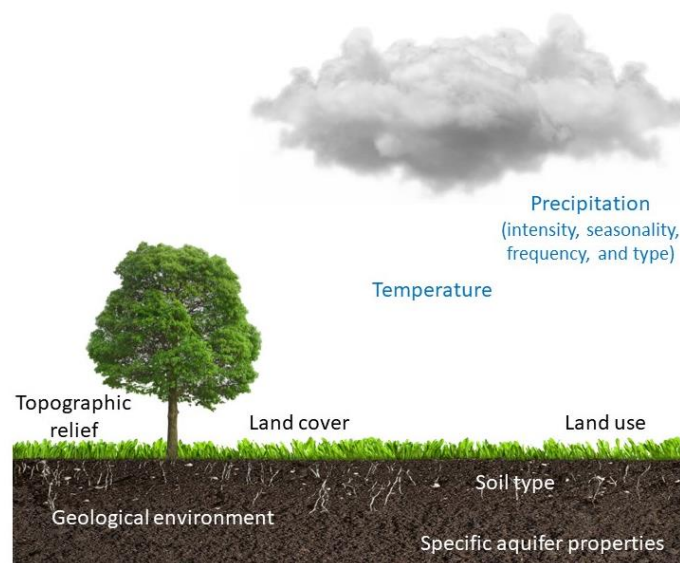 Precipitation
(intensity, seasonality,
frequency, and type)
Temperature
Topographic
relief
Land cover
Land use
Soil type
Geological environment
Specific aquifer properties